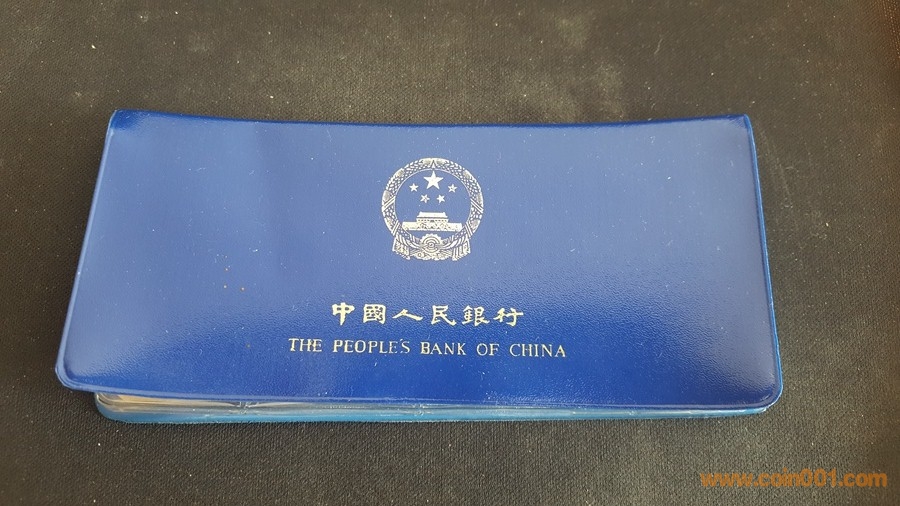 中國人民銀行
THE PEOPLE'S BANK OF CHINA
www.coin001.com